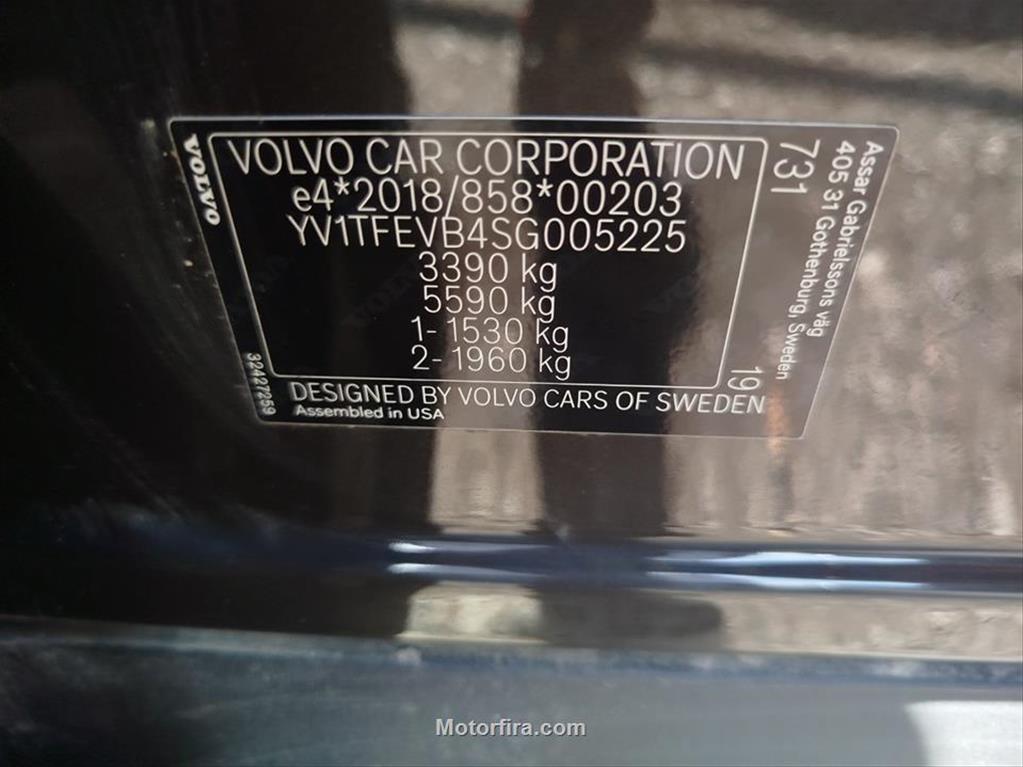 VOLVO
VOLVO CAR CORPORATION
e4*2018/858*00203
YV1TFEVB4SG005225
3390 kg
5590 kg
1- 1530 kg
2- 1960 kg
731
19
Assar Gabrielssons väg
405 31 Gothenburg, Sweden
32427259
DESIGNED BY VOLVO CARS OF SWEDEN
Assembled in USA
Motorfira.com